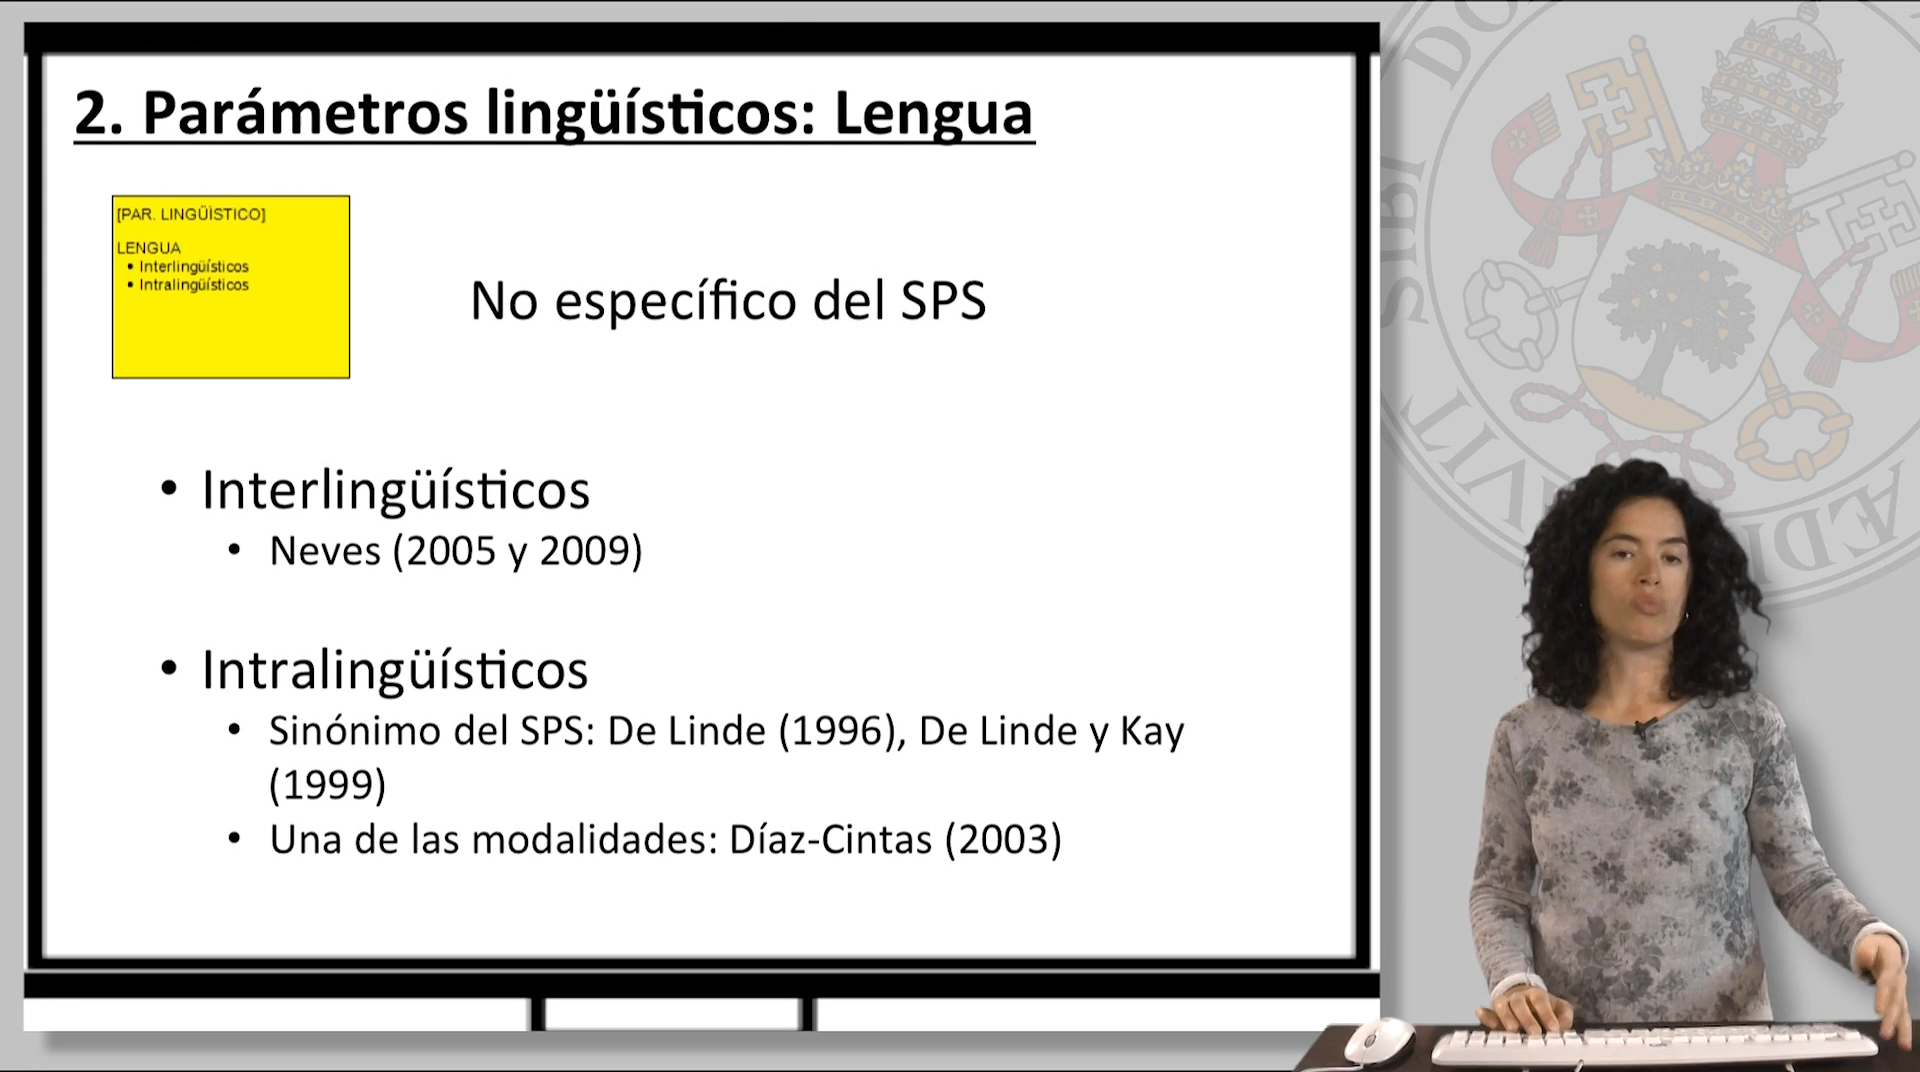 2. Parámetros lingüísticos: Lengua
[PAR. LINGÜÍSTICO]
LENGUA
• Interlingüísticos
• Intralingüísticos
No específico del SPS
• Interlingüísticos
• Neves (2005 y 2009)
• Intralingüísticos
• Sinónimo del SPS: De Linde (1996), De Linde y Kay
(1999)
• Una de las modalidades: Díaz-Cintas (2003)